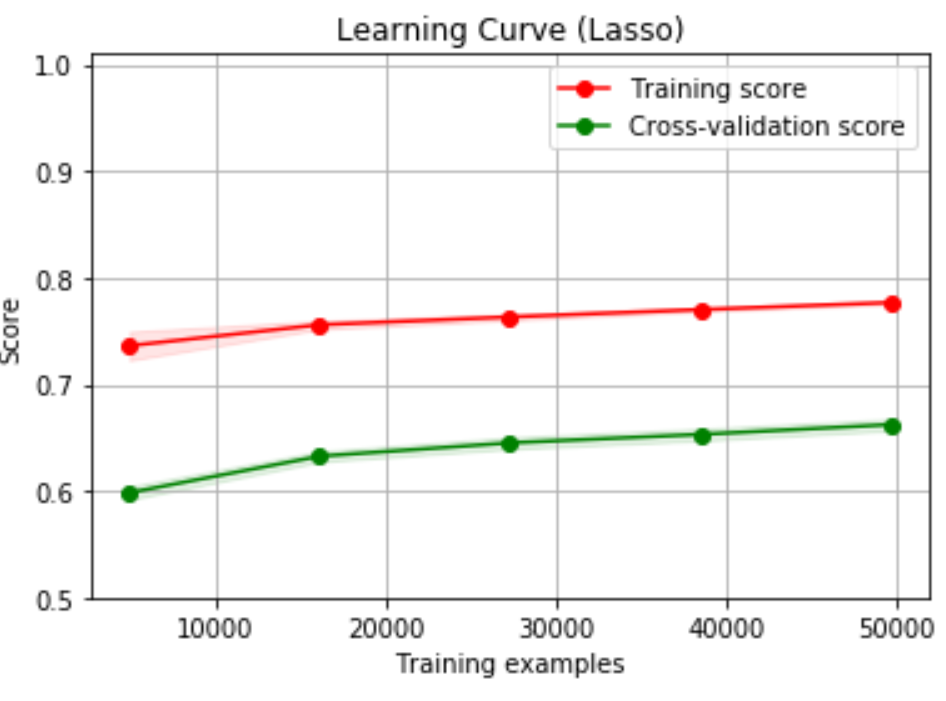 Learning Curve (Lasso)
Training score
Cross-validation score
1.0
0.9
0.8
0.7
0.6
0.5
Score
10000 20000 30000 40000 50000
Training examples